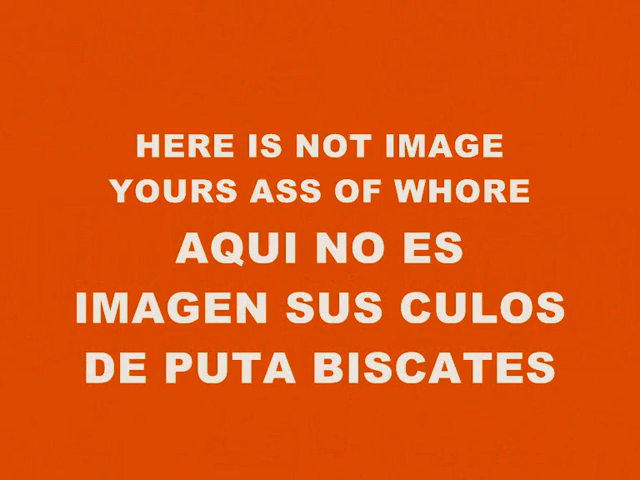 HERE IS NOT IMAGE
YOURS ASS OF WHORE
AQUI NO ES
IMAGEN SUS CULOS
DE PUTA BISCATES